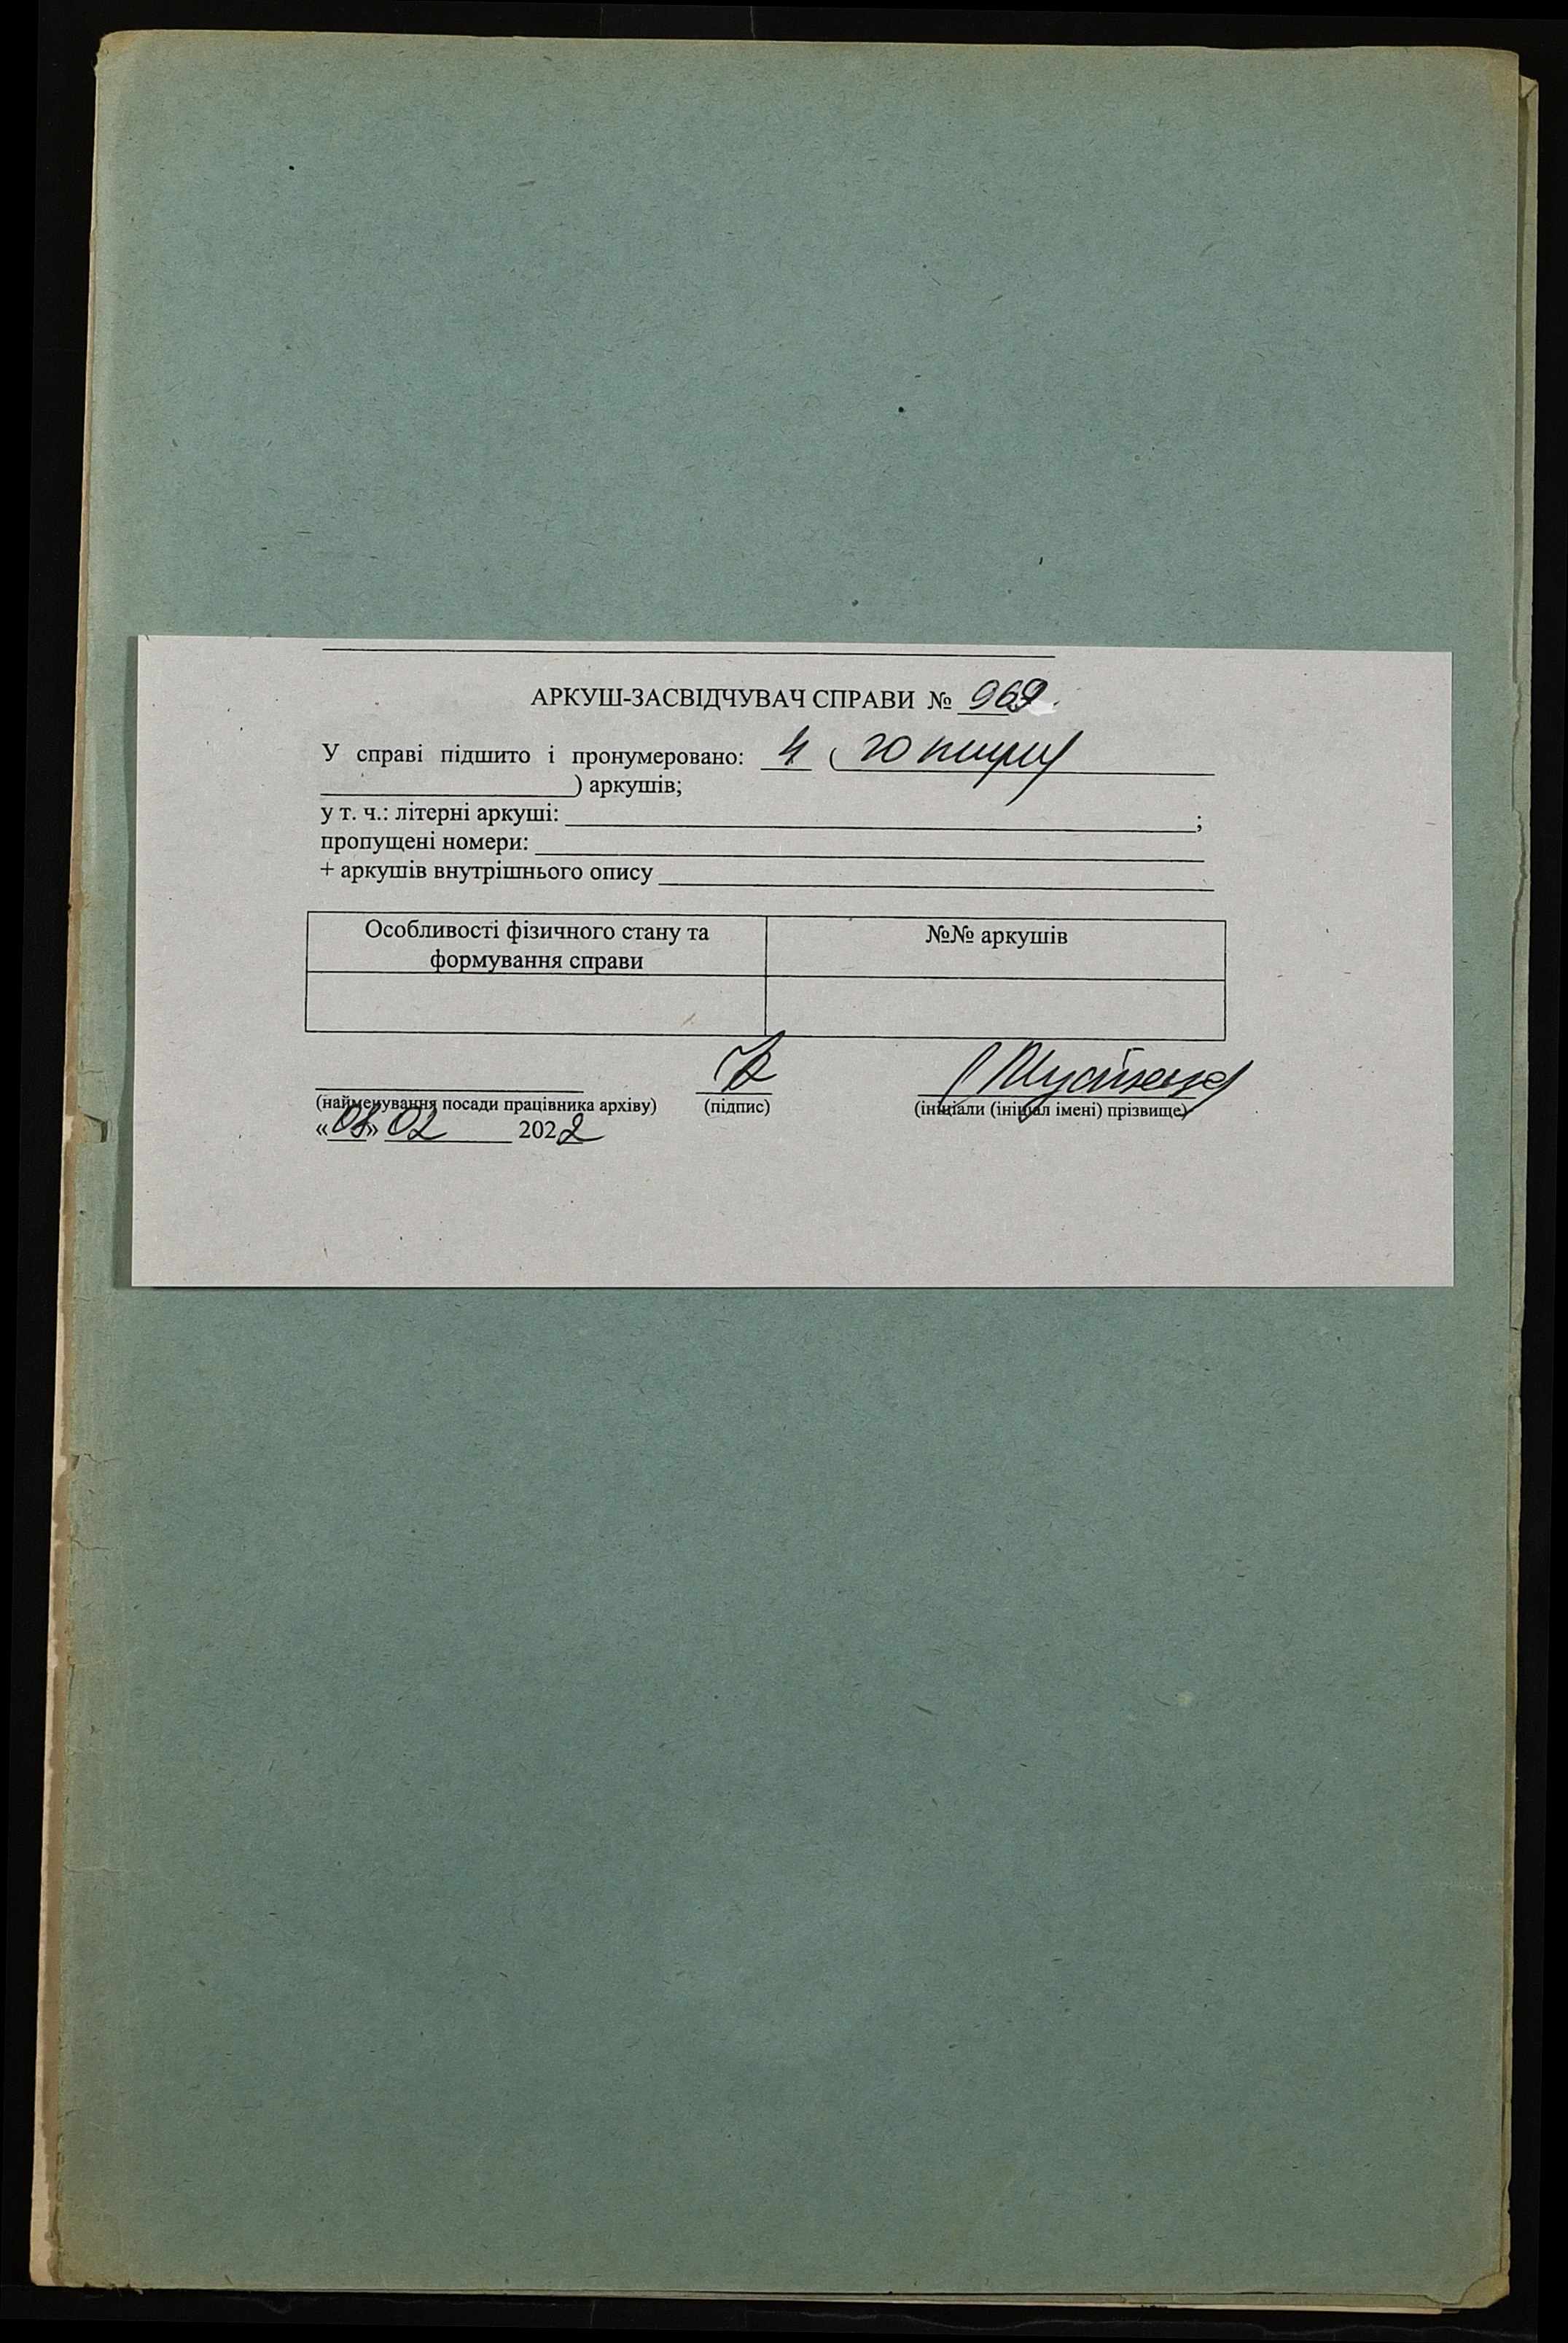 АРКУШ-ЗАСВІДЧУВАЧ СПРАВИ № 969
У справі підшито і пронумеровано: 4 (
) аркушів;
у т. ч.: літерні аркуші: ;
пропущені номери:
+ аркушів внутрішнього опису
Особливості фізичного стану та
формування справи
№№ аркушів
(найменування посади працівника архіву) (підпис) (ініціали (ініціал імені) прізвище)
« » 02 2022